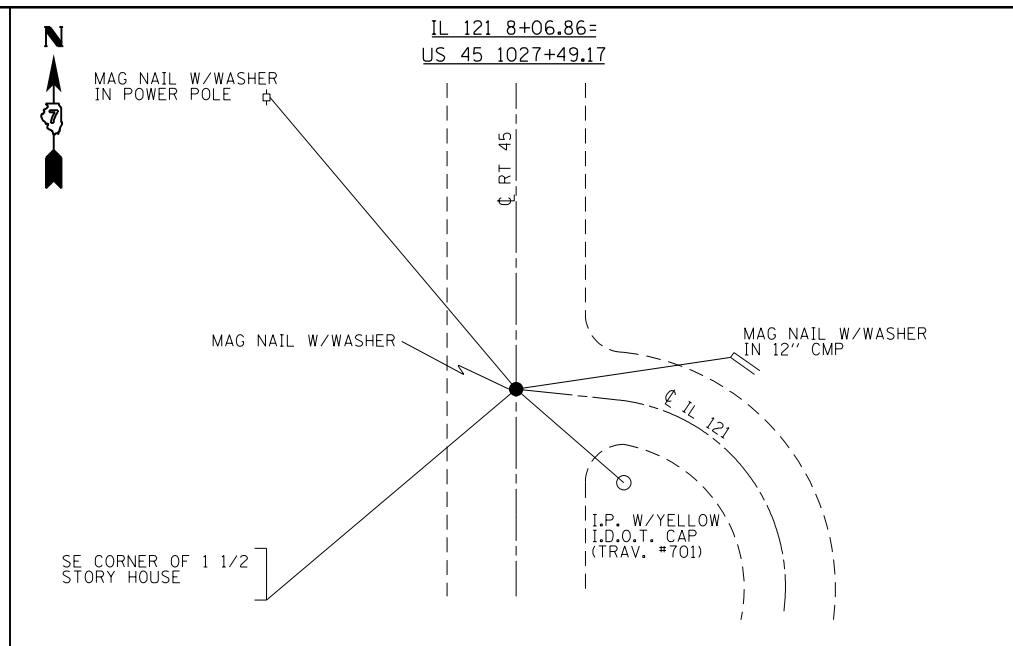 IL 121 8+06.86=
US 45 1027+49.17
N
7
MAG NAIL W/WASHER
IN POWER POLE
℄ RT 45
MAG NAIL W/WASHER
MAG NAIL W/WASHER
IN 12" CMP
℄ IL 121
I.P. W/YELLOW
I.D.O.T. CAP
(TRAV. #701)
SE CORNER OF 1 1/2
STORY HOUSE